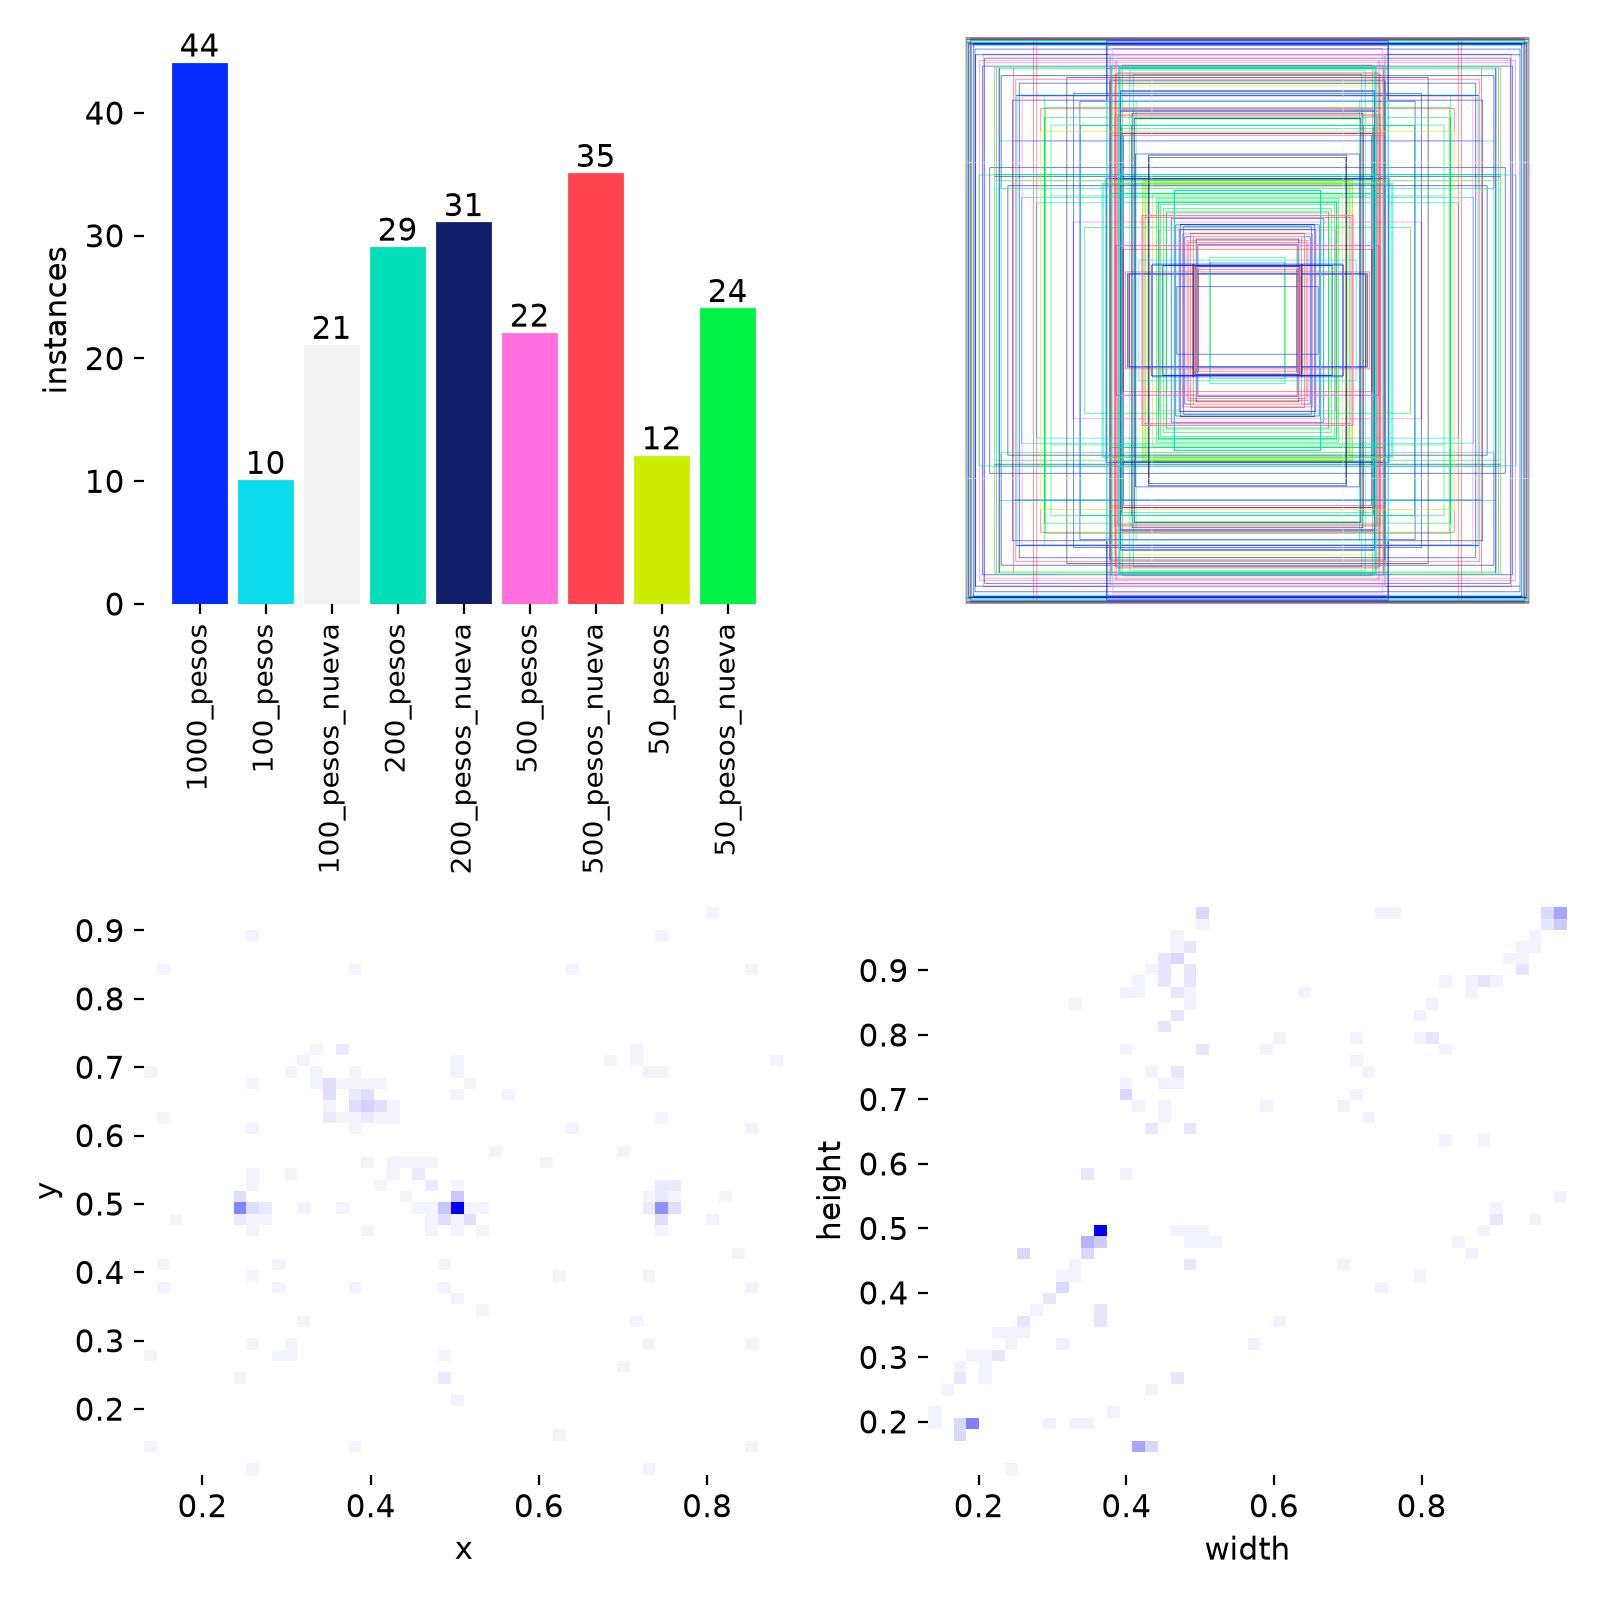 44
10
21
29
31
22
35
12
24
instances
40
30
20
10
0
1000_pesos
100_pesos
100_pesos_nueva
200_pesos
200_pesos_nueva
500_pesos
500_pesos_nueva
50_pesos
50_pesos_nueva
y
0.9
0.8
0.7
0.6
0.5
0.4
0.3
0.2
0.2 0.4 0.6 0.8
x
height
0.9
0.8
0.7
0.6
0.5
0.4
0.3
0.2
0.2 0.4 0.6 0.8
width